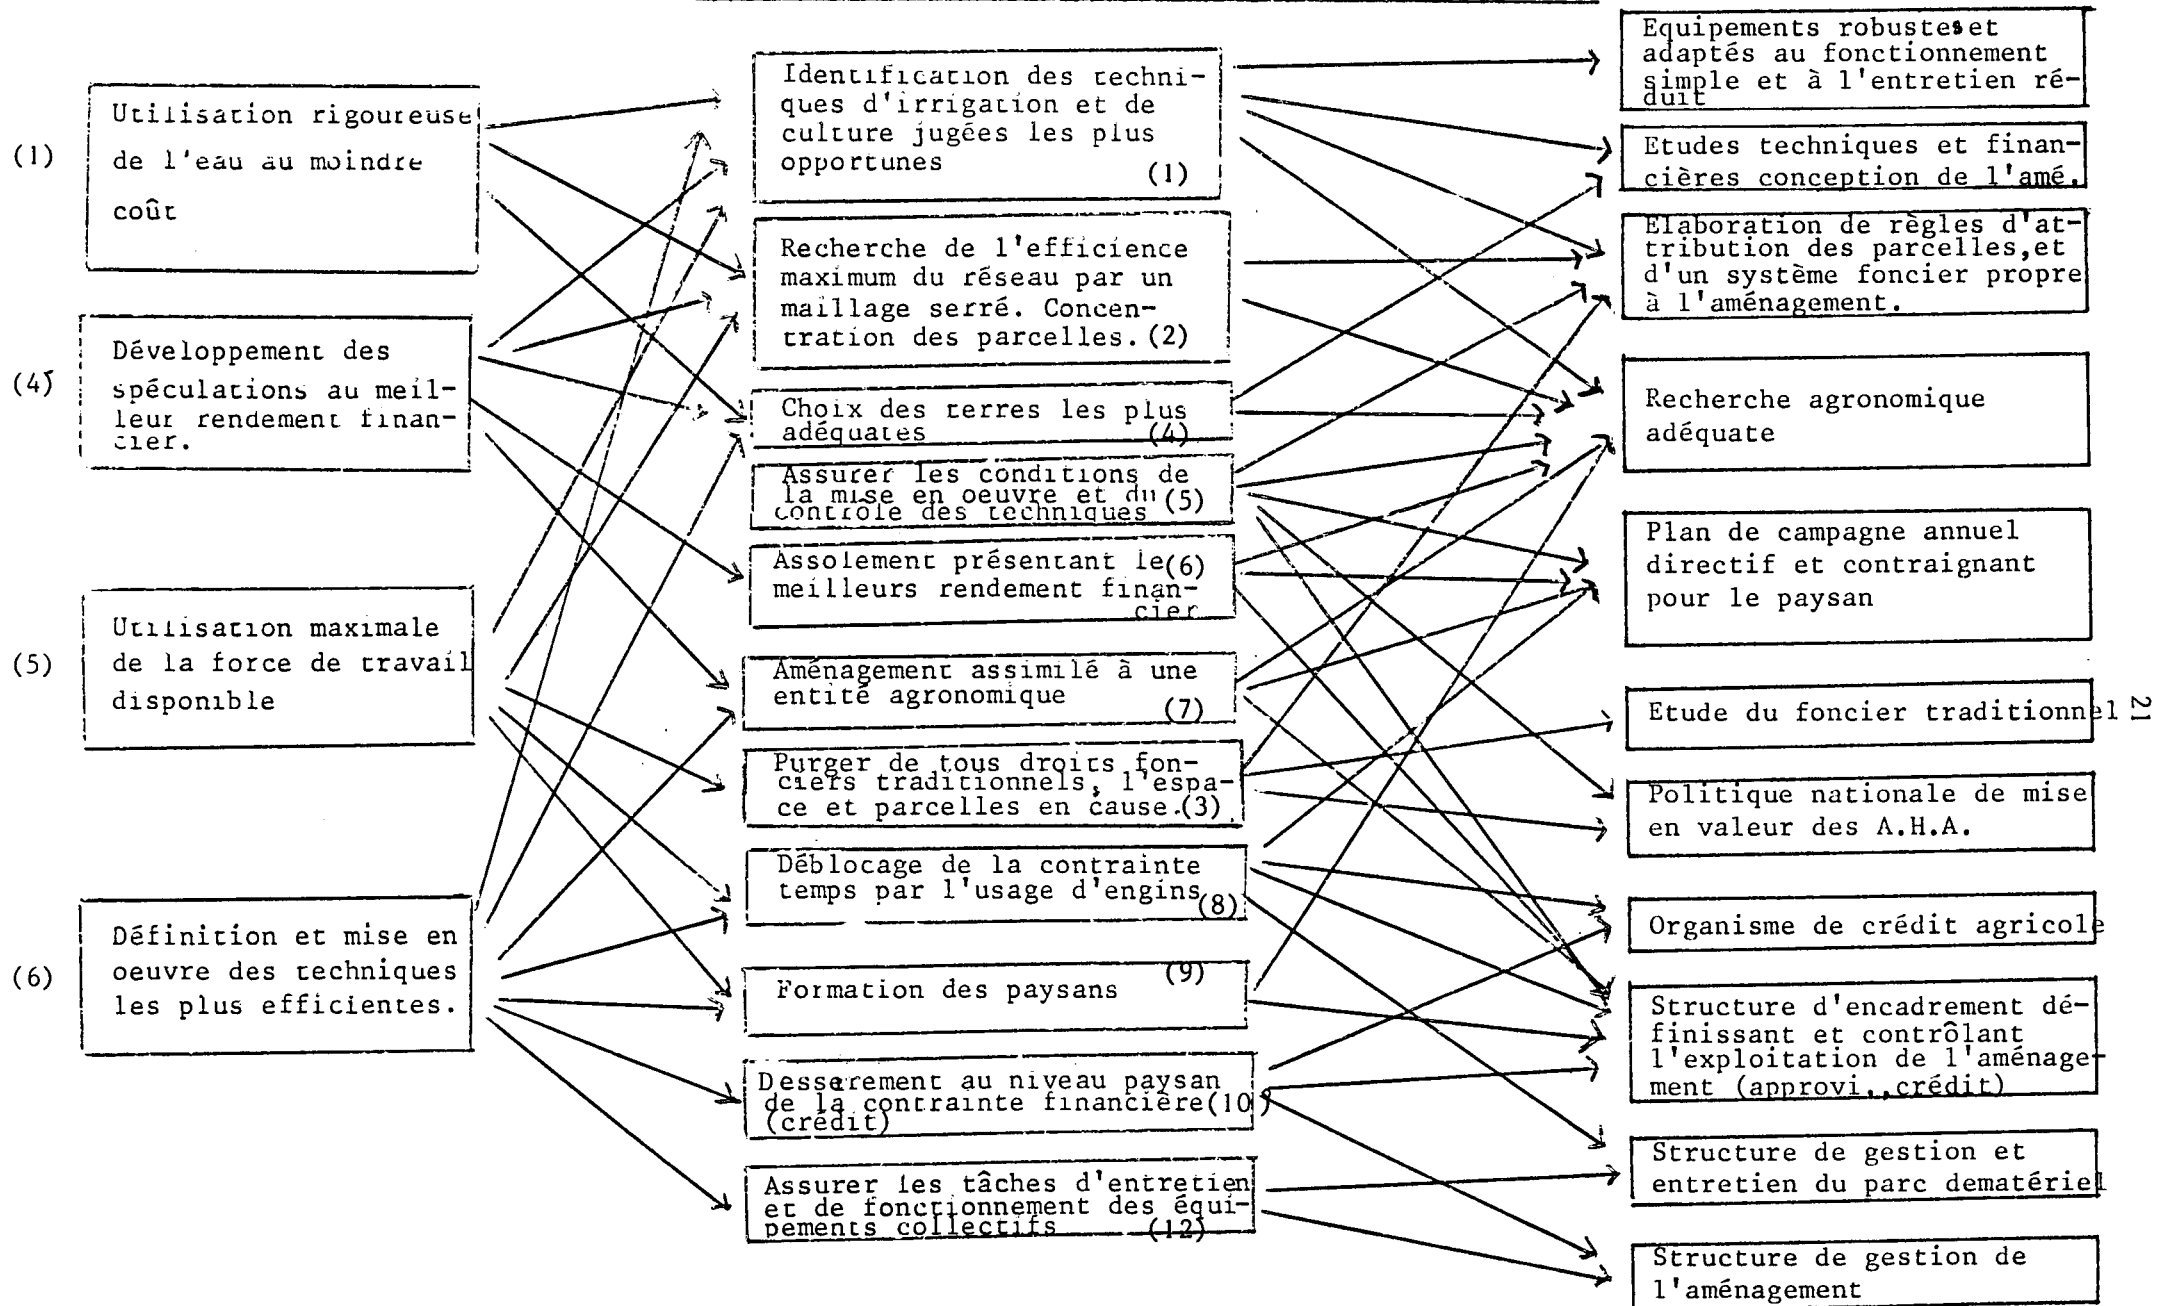 (1)
Utilisation rigoureuse
de l'eau au moindre
coût
(4)
Développement des
spéculations au meil-
leur rendement finan-
cier.
(5)
Utilisation maximale
de la force de travail
disponible
(6)
Définition et mise en
oeuvre des techniques
les plus efficientes.
Identification des techni-
ques d'irrigation et de
culture jugées les plus
opportunes
(1)
Recherche de l'efficience
maximum du réseau par un
maillage serré. Concen-
tration des parcelles. (2)
Choix des terres les plus
adéquates (4)
Assurer les conditions de
la mise en oeuvre et du (5)
contrôle des techniques
Assolement présentant le (6)
meilleurs rendement finan-
cier
Aménagement assimilé à une
entité agronomique
(7)
Purger de tous droits fon-
ciers traditionnels, l'espa-
ce et parcelles en cause.(3)
Déblocage de la contrainte
temps par l'usage d'engins
(8)
(9)
Formation des paysans
Desserement au niveau paysan
de la contrainte financière(10)
(crédit)
Assurer les tâches d'entretien
et de fonctionnement des équi-
pements collectifs (12)
Equipements robustes et
adaptés au fonctionnement
simple et à l'entretien ré-
duit
Etudes techniques et finan-
cières conception de l'amé.
Elaboration de règles d'at-
tribution des parcelles,et
d'un système foncier propre
à l'aménagement.
Recherche agronomique
adéquate
Plan de campagne annuel
directif et contraignant
pour le paysan
Etude du foncier traditionnel
Politique nationale de mise
en valeur des A.H.A.
Organisme de crédit agricole
Structure d'encadrement dé-
finissant et contrôlant
l'exploitation de l'aménage-
ment (approvi,,crédit)
Structure de gestion et
entretien du parc dematériel
Structure de gestion de
l'aménagement
21